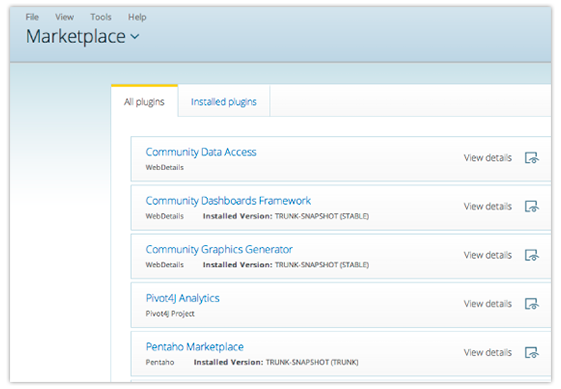 File View Tools Help
Marketplace
All plugins Installed plugins
Community Data Access View details
WebDetails
Community Dashboards Framework View details
WebDetails Installed Version: TRUNK-SNAPSHOT (STABLE)
Community Graphics Generator View details
WebDetails Installed Version: TRUNK-SNAPSHOT (STABLE)
Pivot4J Analytics View details
Pivot4J Project
Pentaho Marketplace View details
Pentaho Installed Version: TRUNK-SNAPSHOT (TRUNK)